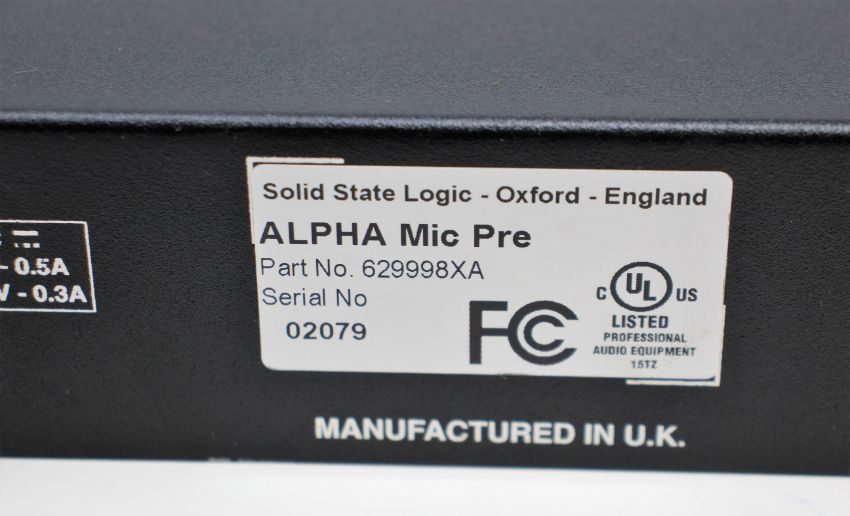 - 0.5A
- 0.3A
Solid State Logic - Oxford - England
ALPHA Mic Pre
Part No. 629998XA
Serial No
02079
FC
C UL US
LISTED
PROFESSIONAL
AUDIO EQUIPMENT
15TZ
MANUFACTURED IN U.K.